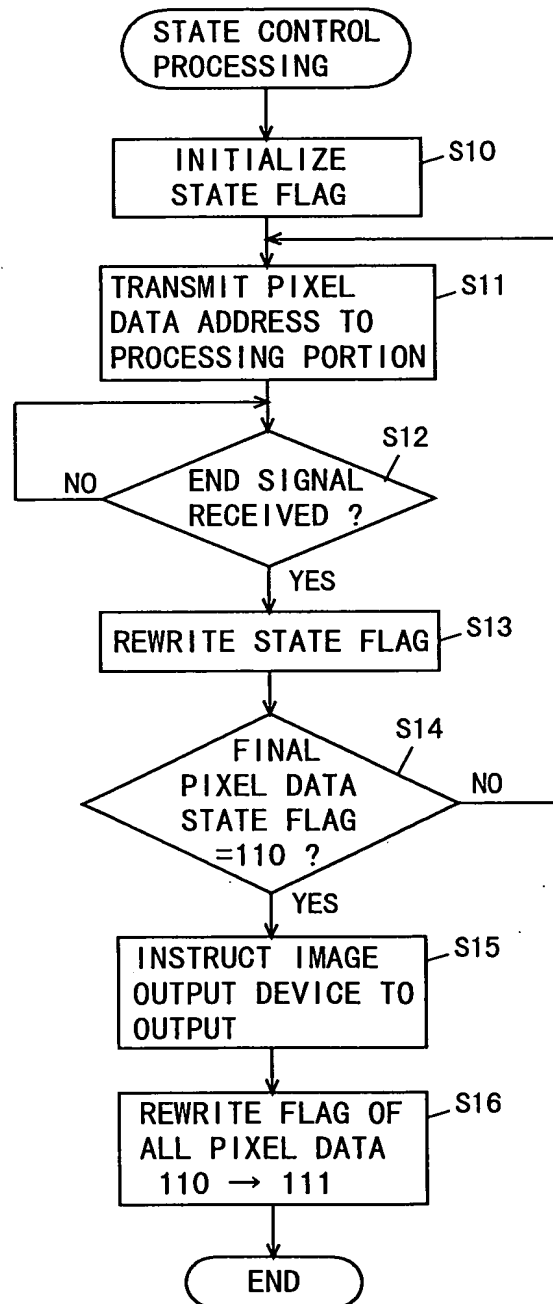 STATE CONTROL
PROCESSING
INITIALIZE
STATE FLAG
S10
TRANSMIT PIXEL
DATA ADDRESS TO
PROCESSING PORTION
S11
S12
END SIGNAL
RECEIVED ?
NO
YES
REWRITE STATE FLAG
S13
S14
FINAL
PIXEL DATA
STATE FLAG
=110 ?
NO
YES
INSTRUCT IMAGE
OUTPUT DEVICE TO
OUTPUT
S15
REWRITE FLAG OF
ALL PIXEL DATA
110 → 111
S16
END